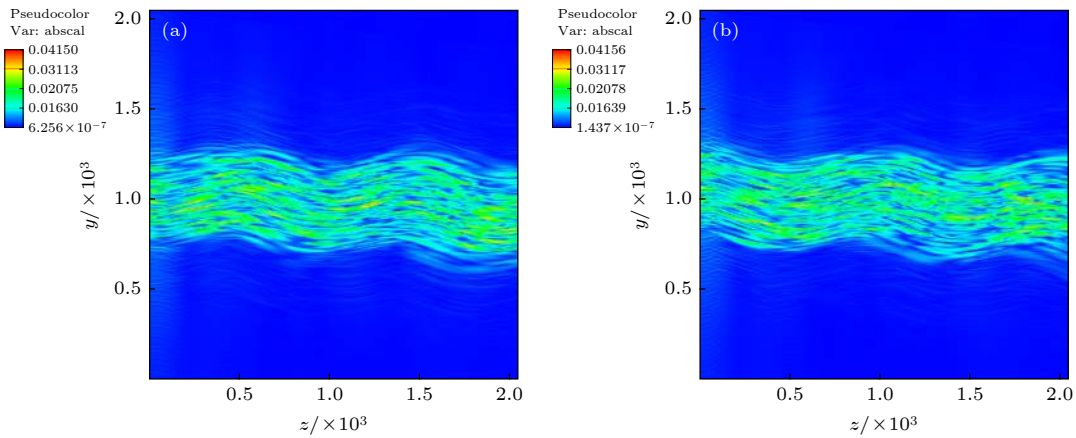 Pseudocolor
Var: abscal
0.04150
0.03113
0.02075
0.01630
6.256×10⁻⁷
(a)
2.0
1.5
1.0
0.5
y/×10³
0.5 1.0 1.5 2.0
z/×10³
Pseudocolor
Var: abscal
0.04156
0.03117
0.02078
0.01639
1.437×10⁻⁷
(b)
2.0
1.5
1.0
0.5
y/×10³
0.5 1.0 1.5 2.0
z/×10³